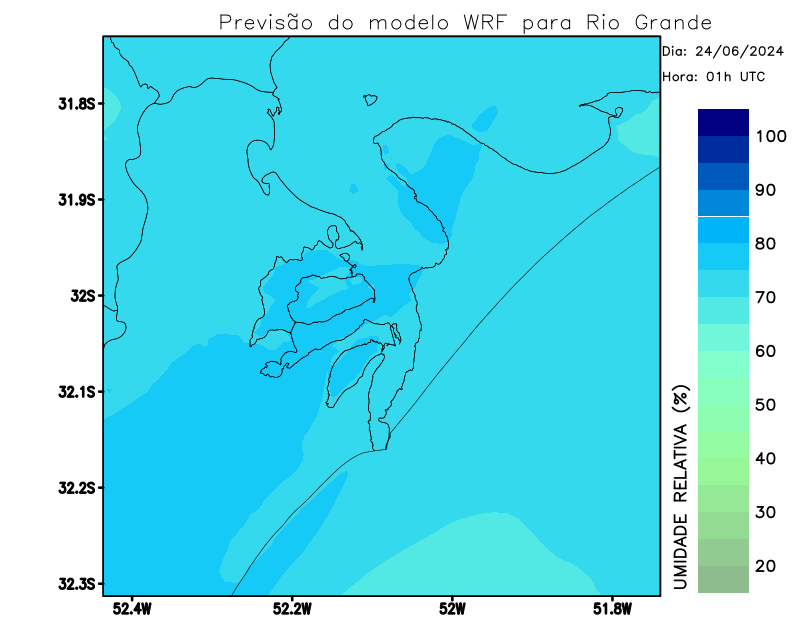 Previsão do modelo WRF para Rio Grande
Dia: 24/06/2024
Hora: 01h UTC
31.8S
31.9S
32S
32.1S
32.2S
32.3S
52.4W
52.2W
52W
51.8W
100
90
80
70
60
50
40
30
20
UMIDADE RELATIVA (%)